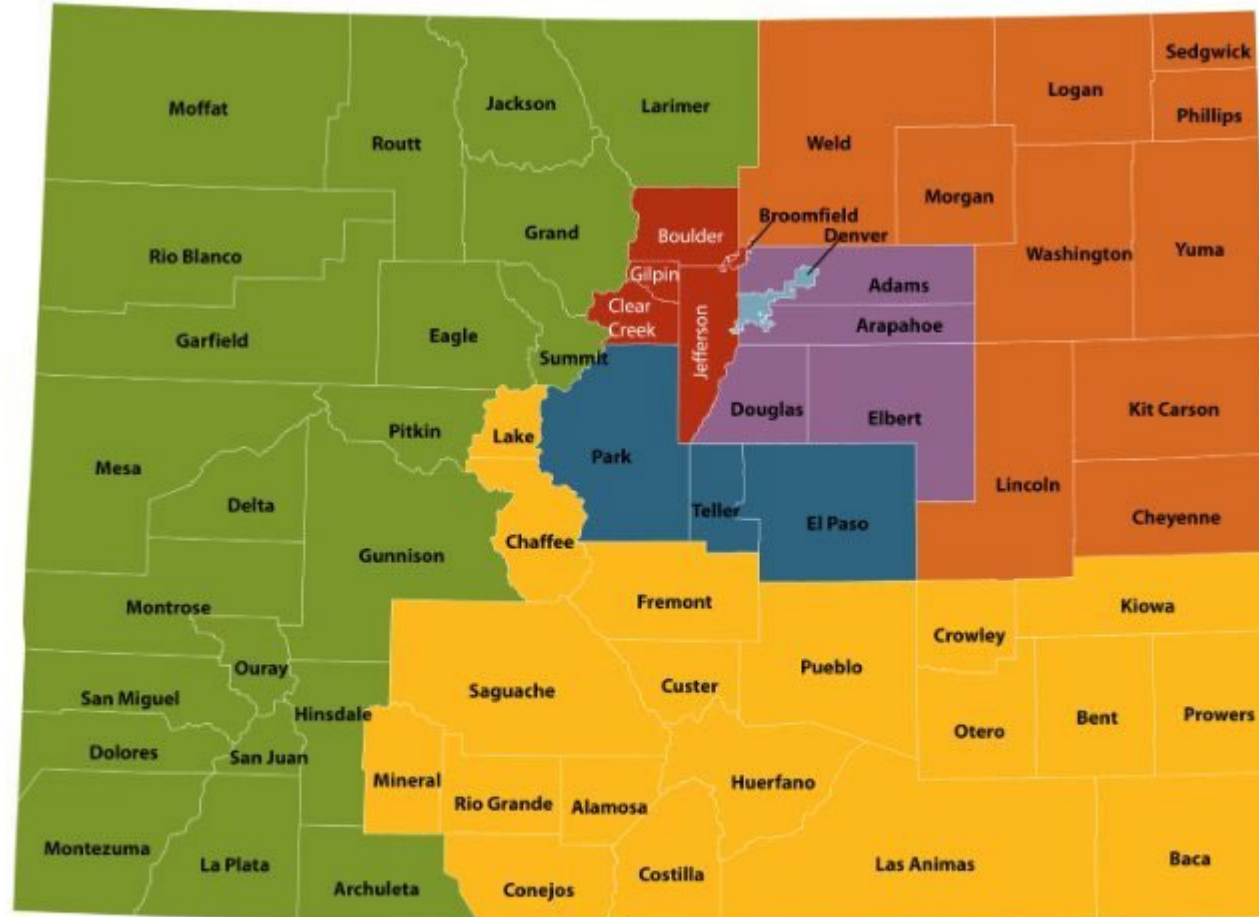 Sedgwick
Logan
Jackson
Larimer
Moffat
Phillips
Routt
Weld
Morgan
Broomfield
Grand
Boulder
Denver
Rio Blanco
Washington
Yuma
Gilpin
Adams
Clear
Creek
Arapahoe
Eagle
Garfield
Summit
Jefferson
Kit Carson
Douglas
Elbert
Pitkin
Lake
Park
Mesa
Lincoln
Delta
Teller
El Paso
Cheyenne
Chaffee
Gunnison
Fremont
Montrose
Kiowa
Crowley
Ouray
Pueblo
Custer
Saguache
San Miguel
Hinsdale
Bent
Prowers
Otero
Dolores
San Juan
Mineral
Huerfano
Rio Grande
Alamosa
Montezuma
La Plata
Las Animas
Baca
Costilla
Archuleta
Conejos